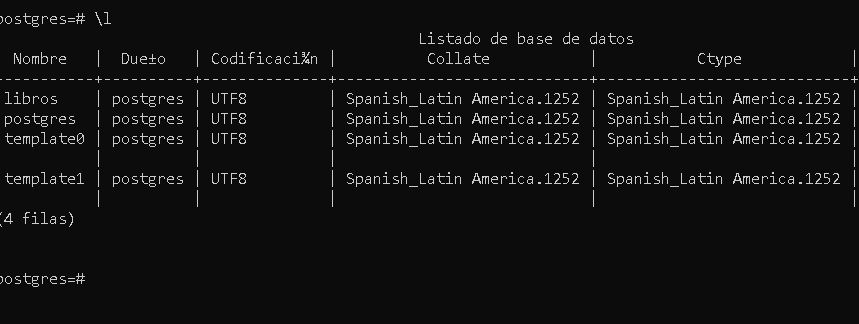 postgres=# \l
Listado de base de datos
Nombre | Due±o | Codificaci¾n | Collate | Ctype |
-----------+----------+--------------+-----------------------------+-----------------------------+
libros | postgres | UTF8 | Spanish_Latin America.1252 | Spanish_Latin America.1252 |
postgres | postgres | UTF8 | Spanish_Latin America.1252 | Spanish_Latin America.1252 |
template0 | postgres | UTF8 | Spanish_Latin America.1252 | Spanish_Latin America.1252 |
| | | | |
template1 | postgres | UTF8 | Spanish_Latin America.1252 | Spanish_Latin America.1252 |
| | | | |
(4 filas)
postgres=#